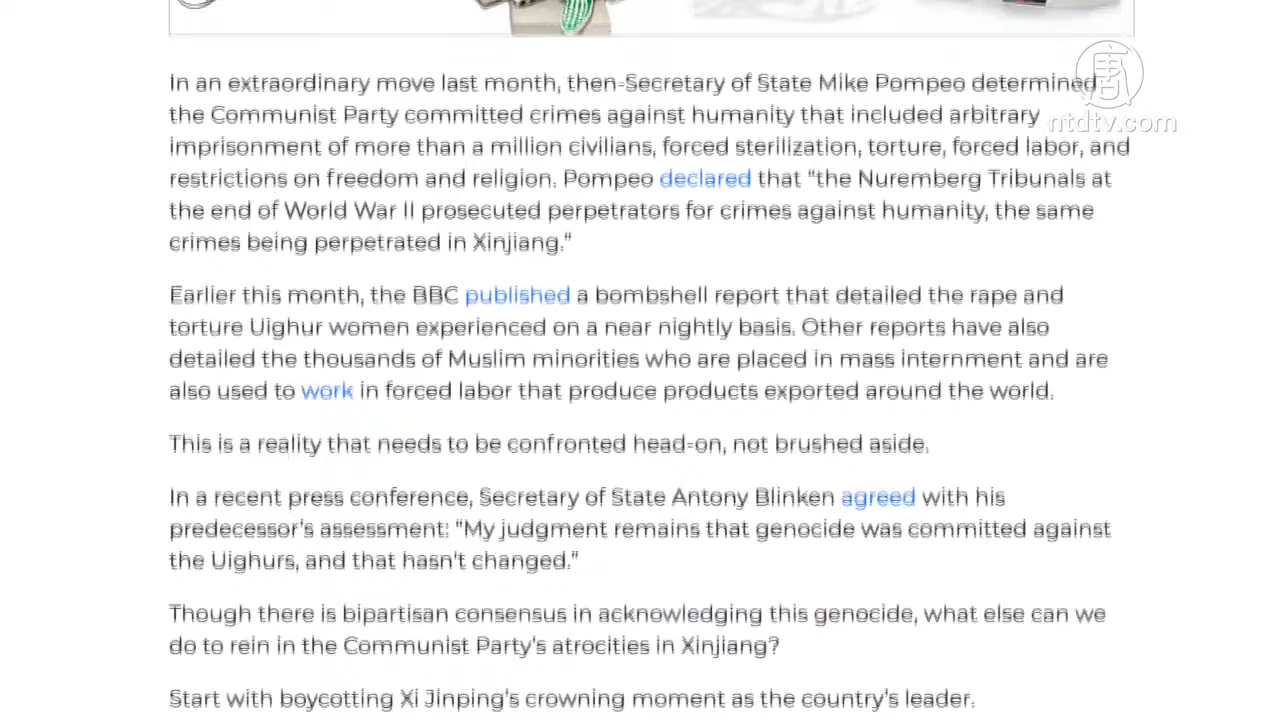 唐
ntdtv.com
In an extraordinary move last month, then-Secretary of State Mike Pompeo determined
the Communist Party committed crimes against humanity that included arbitrary
imprisonment of more than a million civilians, forced sterilization, torture, forced labor, and
restrictions on freedom and religion. Pompeo declared that "the Nuremberg Tribunals at
the end of World War II prosecuted perpetrators for crimes against humanity, the same
crimes being perpetrated in Xinjiang."
Earlier this month, the BBC published a bombshell report that detailed the rape and
torture Uighur women experienced on a near nightly basis. Other reports have also
detailed the thousands of Muslim minorities who are placed in mass internment and are
also used to work in forced labor that produce products exported around the world.
This is a reality that needs to be confronted head-on, not brushed aside.
In a recent press conference, Secretary of State Antony Blinken agreed with his
predecessor's assessment: "My judgment remains that genocide was committed against
the Uighurs, and that hasn't changed."
Though there is bipartisan consensus in acknowledging this genocide, what else can we
do to rein in the Communist Party's atrocities in Xinjiang?
Start with boycotting Xi Jinping's crowning moment as the country's leader.